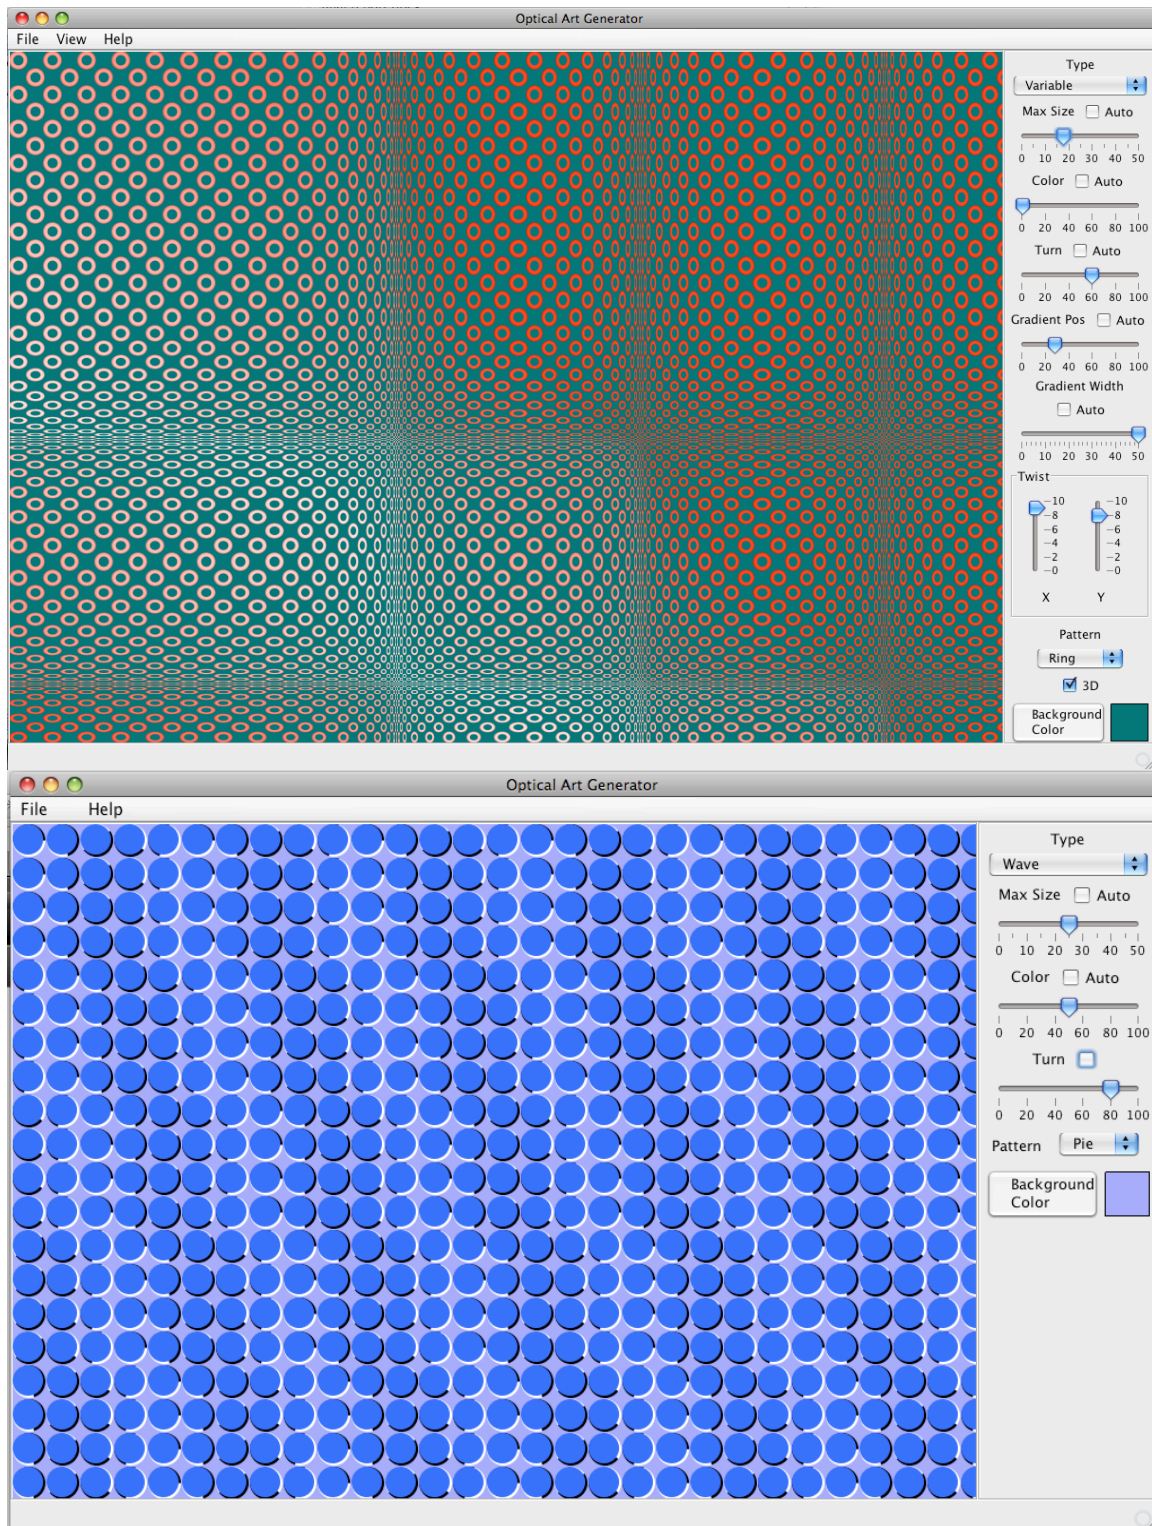 Optical Art Generator
File View Help
Type
Variable
Max Size Auto
0 10 20 30 40 50
Color Auto
0 20 40 60 80 100
Turn Auto
0 20 40 60 80 100
Gradient Pos Auto
0 20 40 60 80 100
Gradient Width
Auto
0 10 20 30 40 50
Twist
10 10
8 8
6 6
4 4
2 2
0 0
X Y
Pattern
Ring
3D
Background
Color
Optical Art Generator
File Help
Type
Wave
Max Size Auto
0 10 20 30 40 50
Color Auto
0 20 40 60 80 100
Turn
0 20 40 60 80 100
Pattern Pie
Background
Color